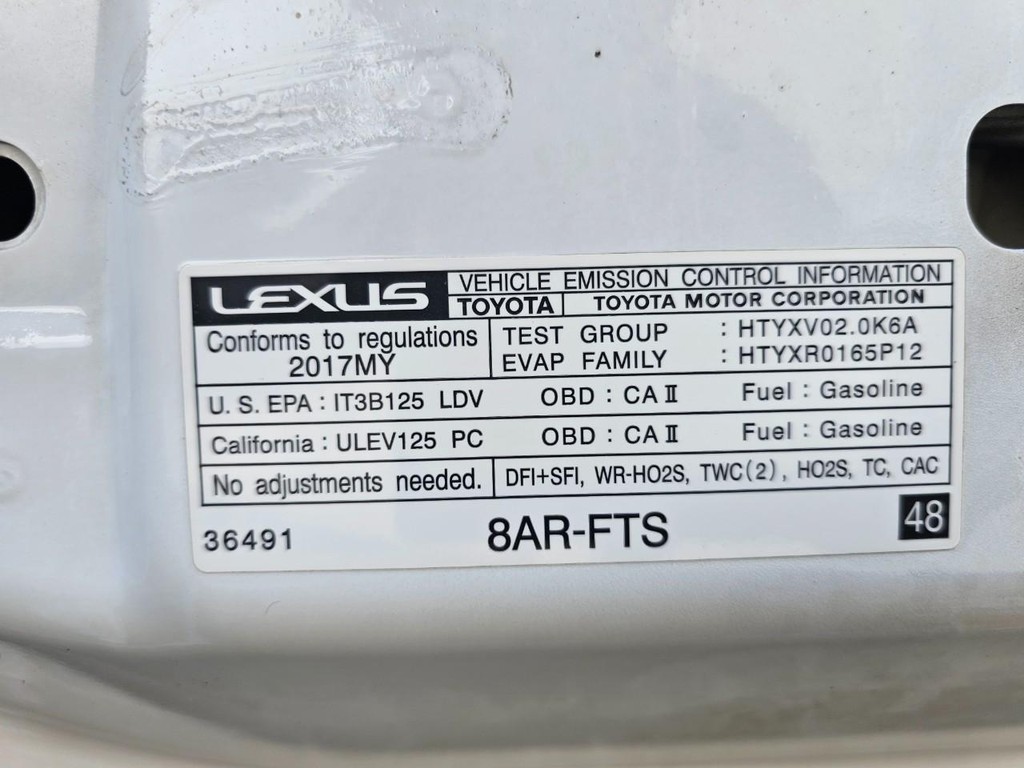 LEXUS VEHICLE EMISSION CONTROL INFORMATION
TOYOTA TOYOTA MOTOR CORPORATION
Conforms to regulations TEST GROUP : HTYXV02.0K6A
2017MY EVAP FAMILY : HTYXR0165P12
U. S. EPA : IT3B125 LDV OBD : CA II Fuel : Gasoline
California : ULEV125 PC OBD : CA II Fuel : Gasoline
No adjustments needed. DFI+SFI, WR-HO2S, TWC(2), HO2S, TC, CAC
36491 8AR-FTS 48